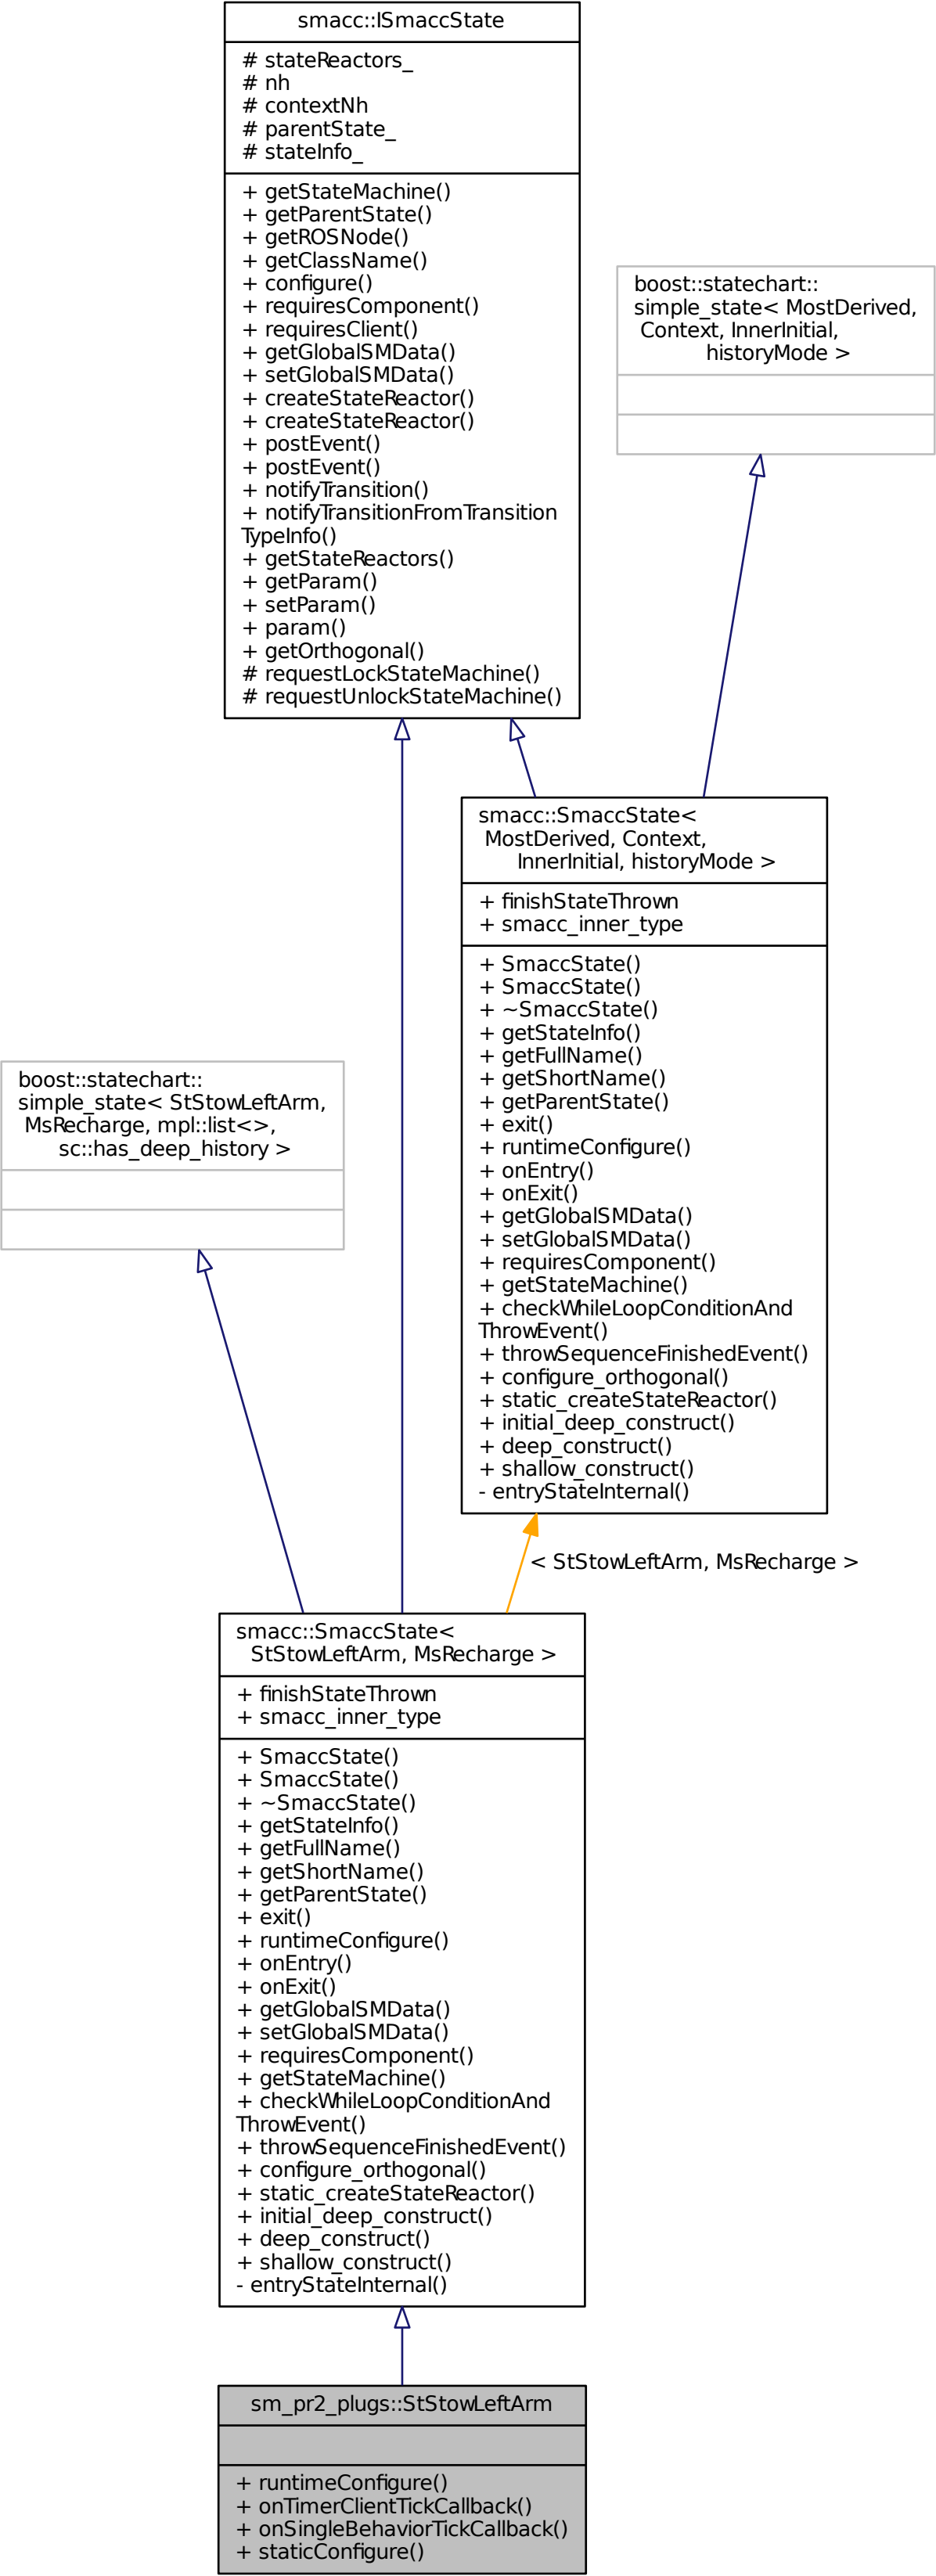 smacc::ISmaccState
# stateReactors_
# nh
# contextNh
# parentState_
# stateInfo_
+ getStateMachine()
+ getParentState()
+ getROSNode()
+ getClassName()
+ configure()
+ requiresComponent()
+ requiresClient()
+ getGlobalSMData()
+ setGlobalSMData()
+ createStateReactor()
+ createStateReactor()
+ postEvent()
+ postEvent()
+ notifyTransition()
+ notifyTransitionFromTransition
TypeInfo()
+ getStateReactors()
+ getParam()
+ setParam()
+ param()
+ getOrthogonal()
# requestLockStateMachine()
# requestUnlockStateMachine()
boost::statechart::
simple_state< MostDerived,
Context, InnerInitial,
historyMode >
smacc::SmaccState<
MostDerived, Context,
InnerInitial, historyMode >
+ finishStateThrown
+ smacc_inner_type
+ SmaccState()
+ SmaccState()
+ ~SmaccState()
+ getStateInfo()
+ getFullName()
+ getShortName()
+ getParentState()
+ exit()
+ runtimeConfigure()
+ onEntry()
+ onExit()
+ getGlobalSMData()
+ setGlobalSMData()
+ requiresComponent()
+ getStateMachine()
+ checkWhileLoopConditionAnd
ThrowEvent()
+ throwSequenceFinishedEvent()
+ configure_orthogonal()
+ static_createStateReactor()
+ initial_deep_construct()
+ deep_construct()
+ shallow_construct()
- entryStateInternal()
boost::statechart::
simple_state< StStowLeftArm,
MsRecharge, mpl::list<>,
sc::has_deep_history >
< StStowLeftArm, MsRecharge >
smacc::SmaccState<
StStowLeftArm, MsRecharge >
+ finishStateThrown
+ smacc_inner_type
+ SmaccState()
+ SmaccState()
+ ~SmaccState()
+ getStateInfo()
+ getFullName()
+ getShortName()
+ getParentState()
+ exit()
+ runtimeConfigure()
+ onEntry()
+ onExit()
+ getGlobalSMData()
+ setGlobalSMData()
+ requiresComponent()
+ getStateMachine()
+ checkWhileLoopConditionAnd
ThrowEvent()
+ throwSequenceFinishedEvent()
+ configure_orthogonal()
+ static_createStateReactor()
+ initial_deep_construct()
+ deep_construct()
+ shallow_construct()
- entryStateInternal()
sm_pr2_plugs::StStowLeftArm
+ runtimeConfigure()
+ onTimerClientTickCallback()
+ onSingleBehaviorTickCallback()
+ staticConfigure()